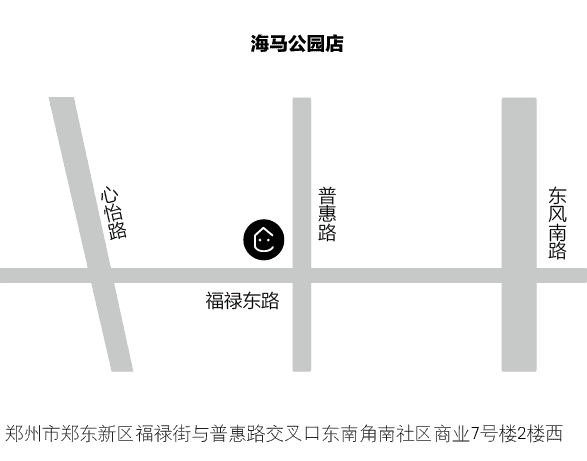 海马公园店
心怡路
普惠路
东风南路
福禄东路
郑州市郑东新区福禄街与普惠路交叉口东南角南社区商业7号楼2楼西